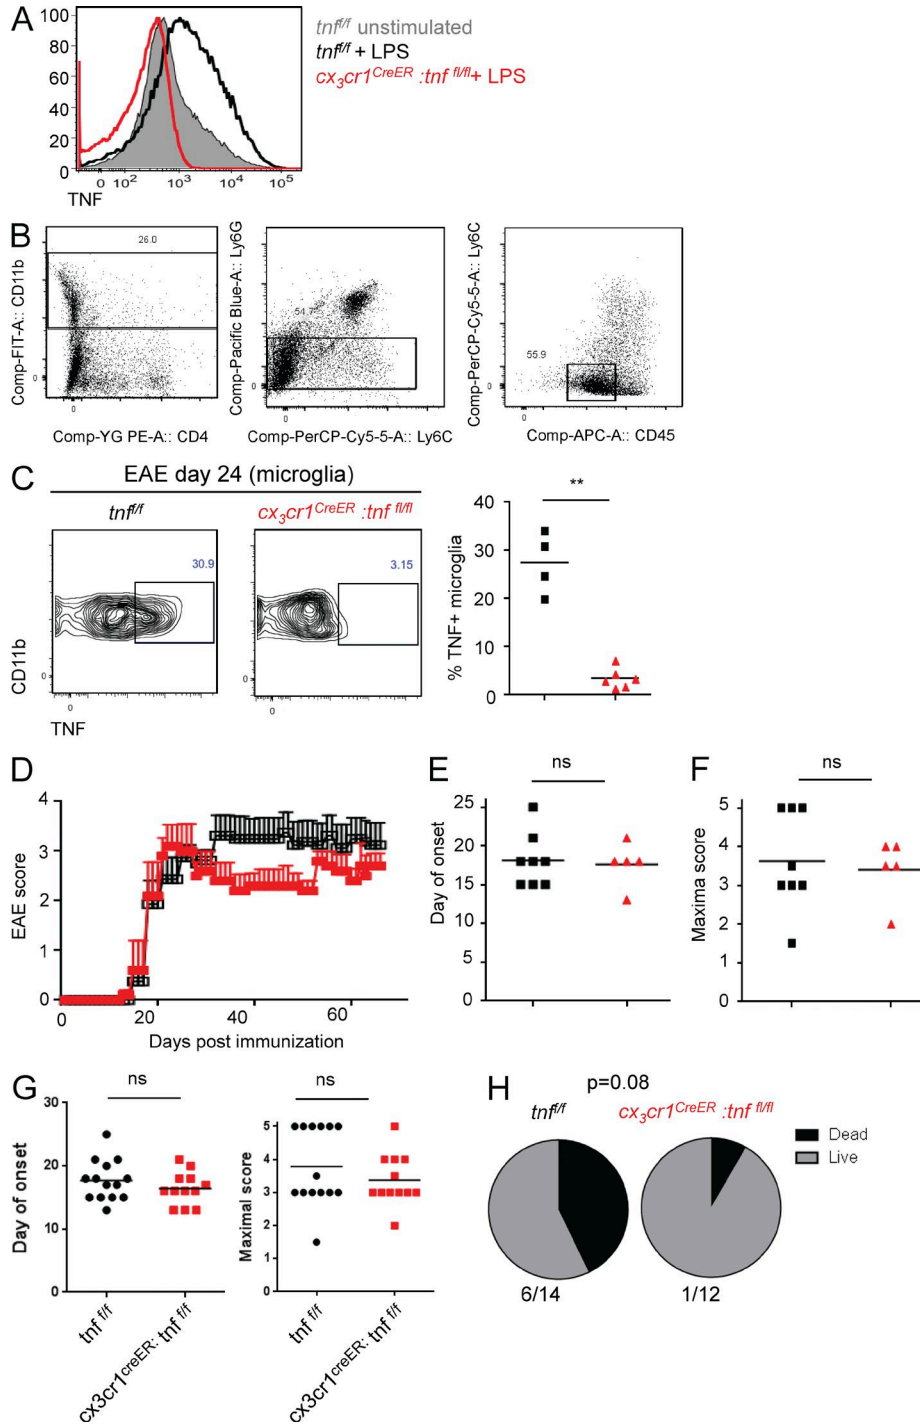 A
tnf f/f unstimulated
tnf f/f + LPS
cx3cr1CreER :tnf fl/fl+ LPS
100
80
60
40
20
0
0 10² 10³ 10⁴ 10⁵
TNF
B
Comp-FIT-A:: CD11b
26.0
0
0
Comp-YG PE-A:: CD4
Comp-Pacific Blue-A:: Ly6G
54.7
0
0
Comp-PerCP-Cy5-5-A:: Ly6C
Comp-PerCP-Cy5-5-A:: Ly6C
55.9
0
0
Comp-APC-A:: CD45
C
EAE day 24 (microglia)
tnf f/f
cx3cr1CreER :tnf fl/fl
CD11b
30.9
0
0
TNF
3.15
0
0
% TNF+ microglia
**
40
30
20
10
0
D
EAE score
4
3
2
1
0
0 20 40 60
Days post immunization
E
ns
Day of onset
25
20
15
10
5
0
F
ns
Maxima score
5
4
3
2
1
0
G
ns
Day of onset
30
20
10
0
tnf f/f
cx3cr1creER: tnf f/f
ns
Maximal score
5
4
3
2
1
0
tnf f/f
cx3cr1creER: tnf f/f
H
p=0.08
tnf f/f
cx3cr1CreER :tnf fl/fl
Dead
Live
6/14
1/12